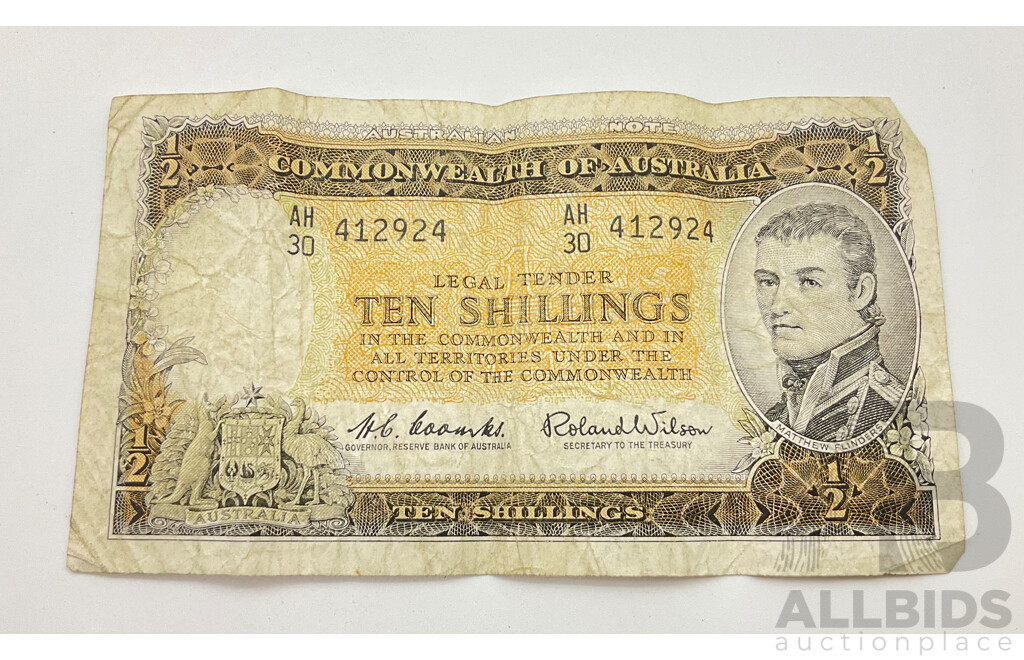 AUSTRALIAN NOTE
1/2 COMMONWEALTH OF AUSTRALIA 1/2
AH 30 412924 AH 30 412924
LEGAL TENDER
TEN SHILLINGS
IN THE COMMONWEALTH AND IN
ALL TERRITORIES UNDER THE
CONTROL OF THE COMMONWEALTH
H.C. Coombs. Roland Wilson
GOVERNOR, RESERVE BANK OF AUSTRALIA SECRETARY TO THE TREASURY
MATTHEW FLINDERS
1/2 1/2
AUSTRALIA
TEN SHILLINGS
B
ALLBIDS
auctionplace